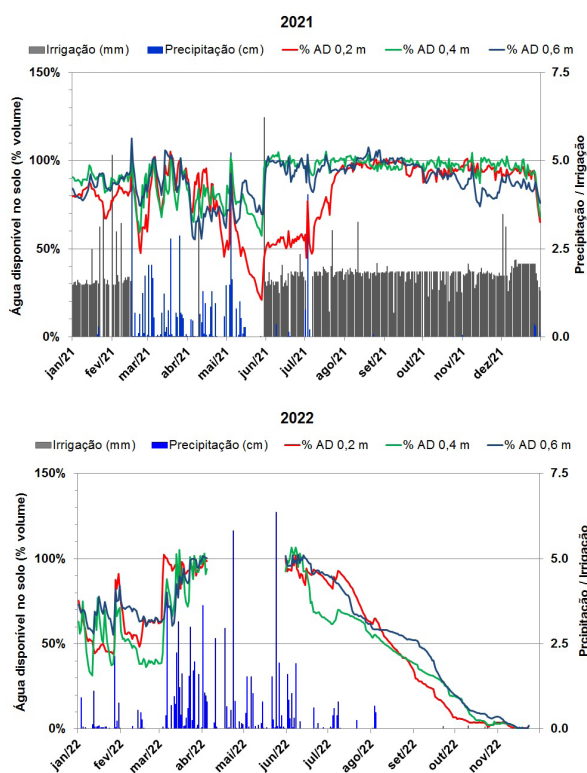 2021
Irrigação (mm) Precipitação (cm) % AD 0,2 m % AD 0,4 m % AD 0,6 m
Água disponivel no solo (% volume)
150%
100%
50%
0%
7.5
5.0
2.5
0.0
Precipitação / Irrigação
jan/21 fev/21 mar/21 abr/21 mai/21 jun/21 jul/21 ago/21 set/21 out/21 nov/21 dez/21
2022
Irrigação (mm) Precipitação (cm) % AD 0,2 m % AD 0,4 m % AD 0,6 m
Água disponivel no solo (% volume)
150%
100%
50%
0%
7.5
5.0
2.5
0.0
Precipitação / Irrigação
jan/22 fev/22 mar/22 abr/22 mai/22 jun/22 jul/22 ago/22 set/22 out/22 nov/22